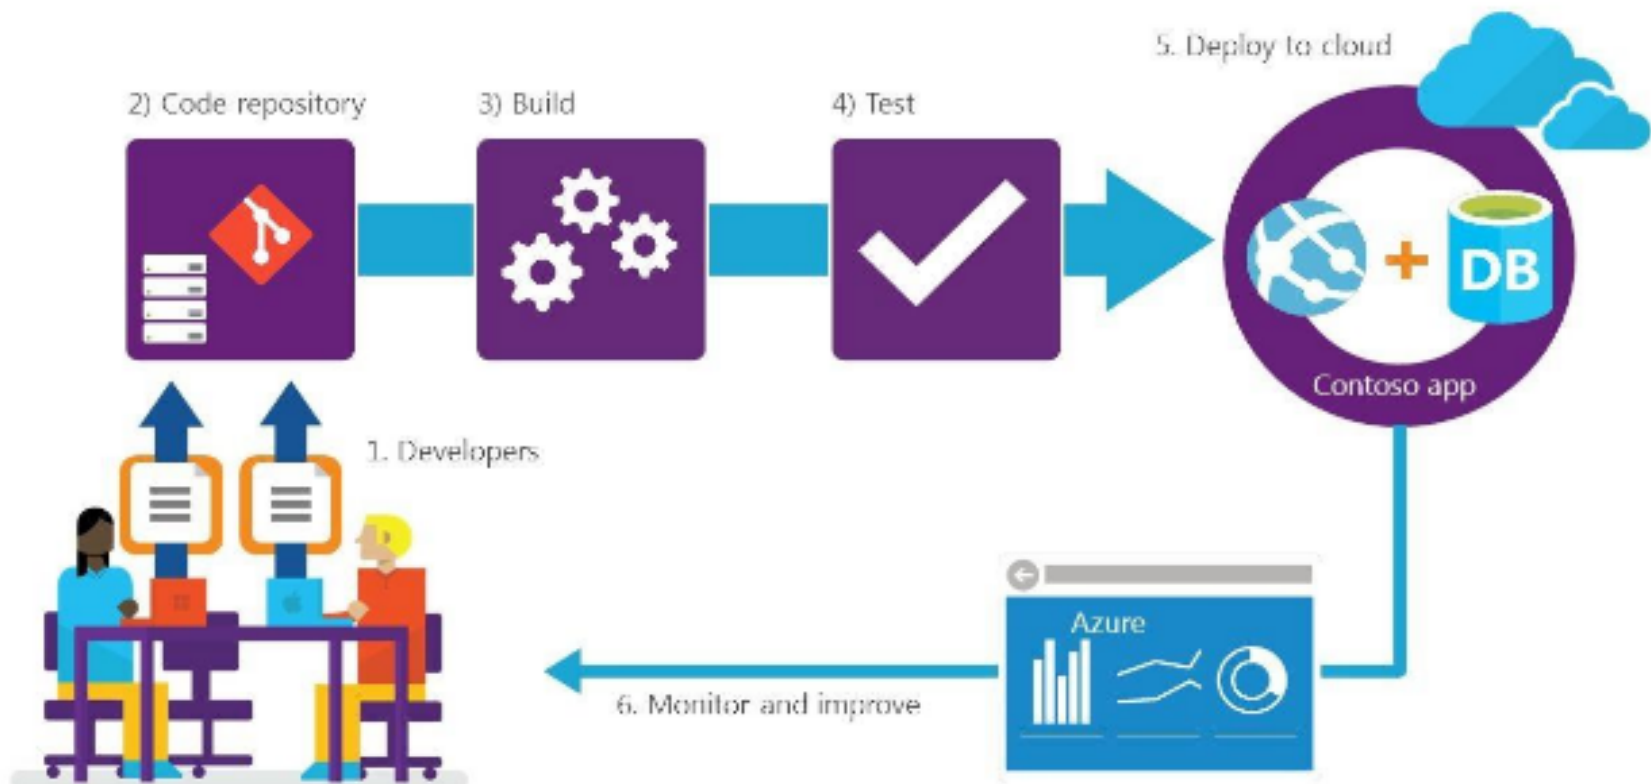 5. Deploy to cloud
2) Code repository
3) Build
4) Test
DB
Contoso app
1. Developers
Azure
6. Monitor and improve